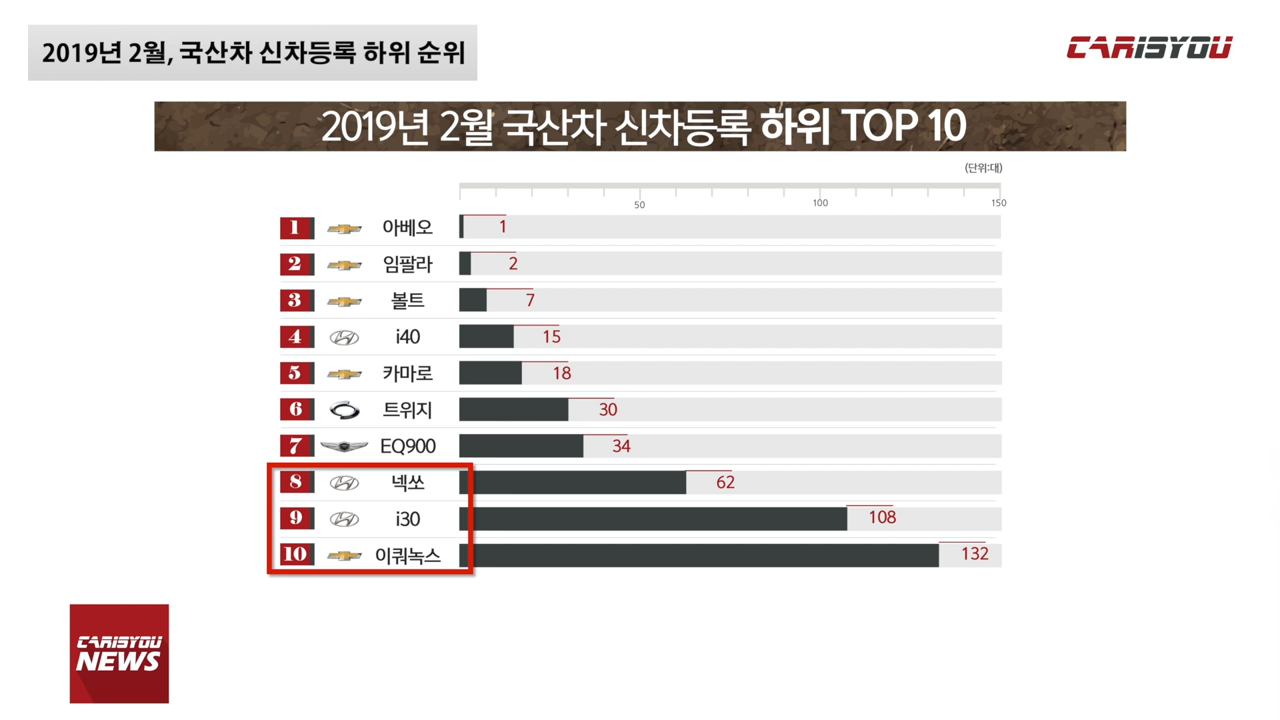 2019년 2월, 국산차 신차등록 하위 순위
CARISYOU
2019년 2월 국산차 신차등록 하위 TOP 10
(단위:대)
50 100 150
1 아베오 1
2 임팔라 2
3 볼트 7
4 i40 15
5 카마로 18
6 트위지 30
7 EQ900 34
8 넥쏘 62
9 i30 108
10 이쿼녹스 132
CARISYOU
NEWS